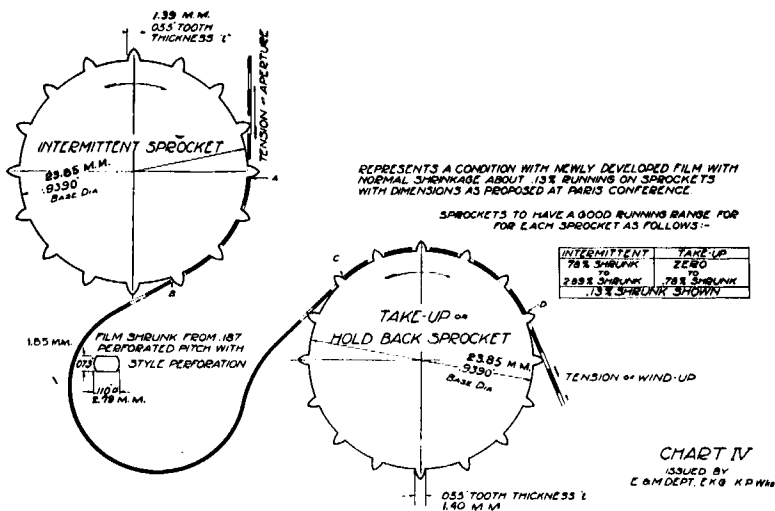 1.39 M.M.
.055 TOOTH
THICKNESS "t"
TENSION OF APERTURE
INTERMITTENT SPROCKET
23.85 M.M.
.9390"
BASE DIA
A
B
REPRESENTS A CONDITION WITH NEWLY DEVELOPED FILM WITH
NORMAL SHRINKAGE ABOUT .13% RUNNING ON SPROCKETS
WITH DIMENSIONS AS PROPOSED AT PARIS CONFERENCE.
SPROCKETS TO HAVE A GOOD RUNNING RANGE FOR
FOR EACH SPROCKET AS FOLLOWS:-
INTERMITTENT TAKE-UP
.78% SHRUNK ZERO
TO TO
2.89% SHRUNK .78% SHRUNK
.13% SHRUNK SHOWN
C
D
TAKE-UP OR
HOLD BACK SPROCKET
23.85 M.M.
.9390"
BASE DIA
1.85 MM.
FILM SHRUNK FROM .187
PERFORATED PITCH WITH
.073
STYLE PERFORATION
.110"
2.79 M.M.
TENSION OF WIND-UP
.055 TOOTH THICKNESS "t"
1.40 M M
CHART IV
ISSUED BY
E & M DEPT. E K